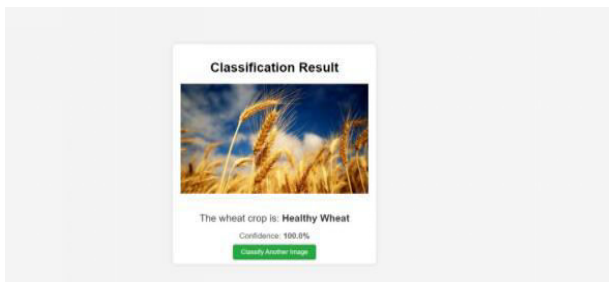 Classification Result
The wheat crop is: Healthy Wheat
Confidence: 100.0%
Classify Another Image